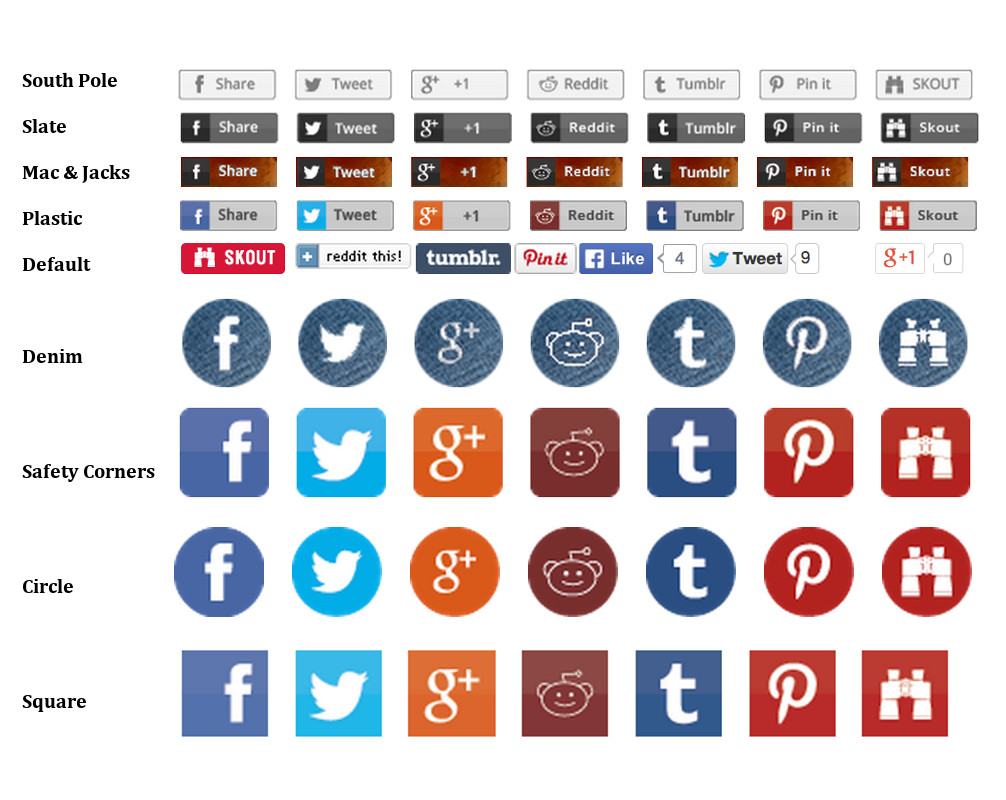 South Pole Share Tweet g+ +1 Reddit t Tumblr Pin it SKOUT
Slate Share Tweet g+ +1 Reddit t Tumblr Pin it Skout
Mac & Jacks Share Tweet g+ +1 Reddit t Tumblr Pin it Skout
Plastic Share Tweet g+ +1 Reddit t Tumblr Pin it Skout
Default SKOUT reddit this! tumblr. Pin it Like 4 Tweet 9 g+1 0
Denim f g+ t
Safety Corners f g+ t
Circle f g+ t
Square f g+ t